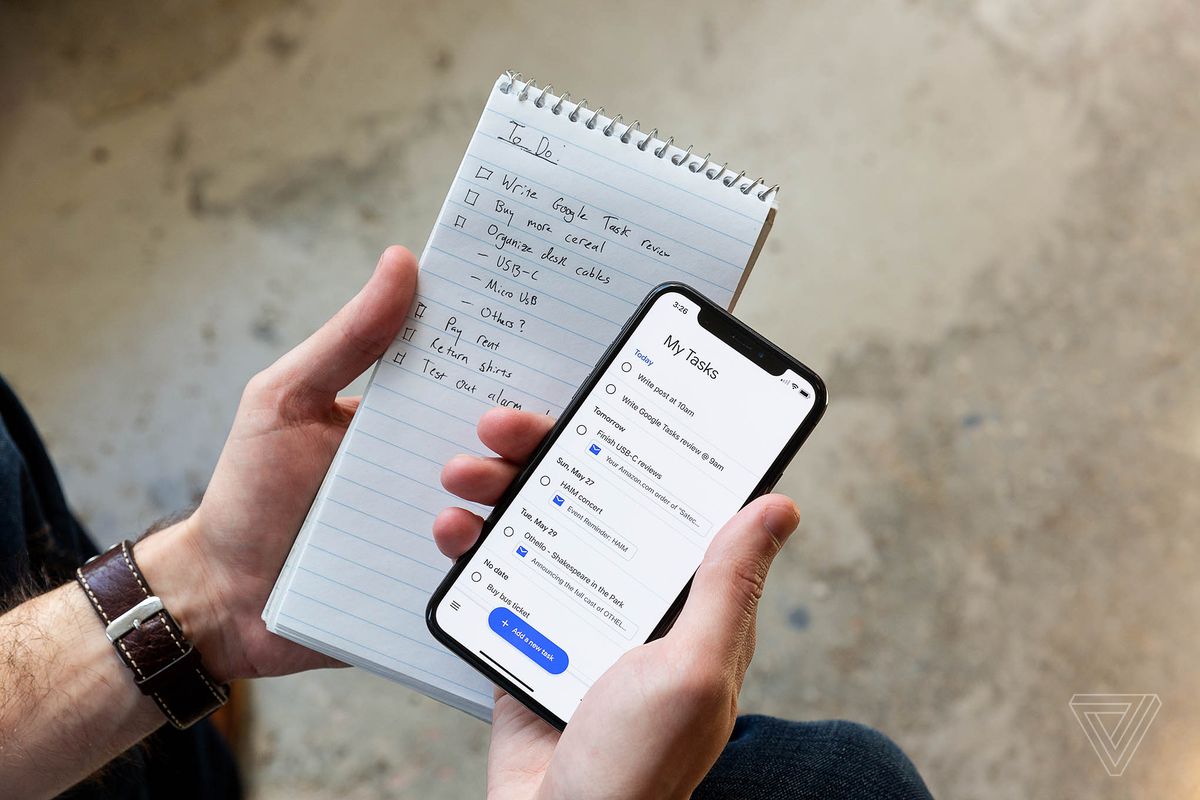 To Do:
Write Google Task review
Buy more cereal
Organize desk cables
- USB-C
- Micro USB
- Others?
Pay rent
Return shirts
Test out alarm
3:26
My Tasks
Today
Write post at 10am
Write Google Tasks review @ 9am
Tomorrow
Finish USB-C reviews
Your Amazon.com order of "Satec...
Sun, May 27
HAIM concert
Event Reminder: HAIM
Tue, May 29
Othello - Shakespeare in the Park
Announcing the full cast of OTHEL...
No date
Buy bus ticket
+ Add a new task